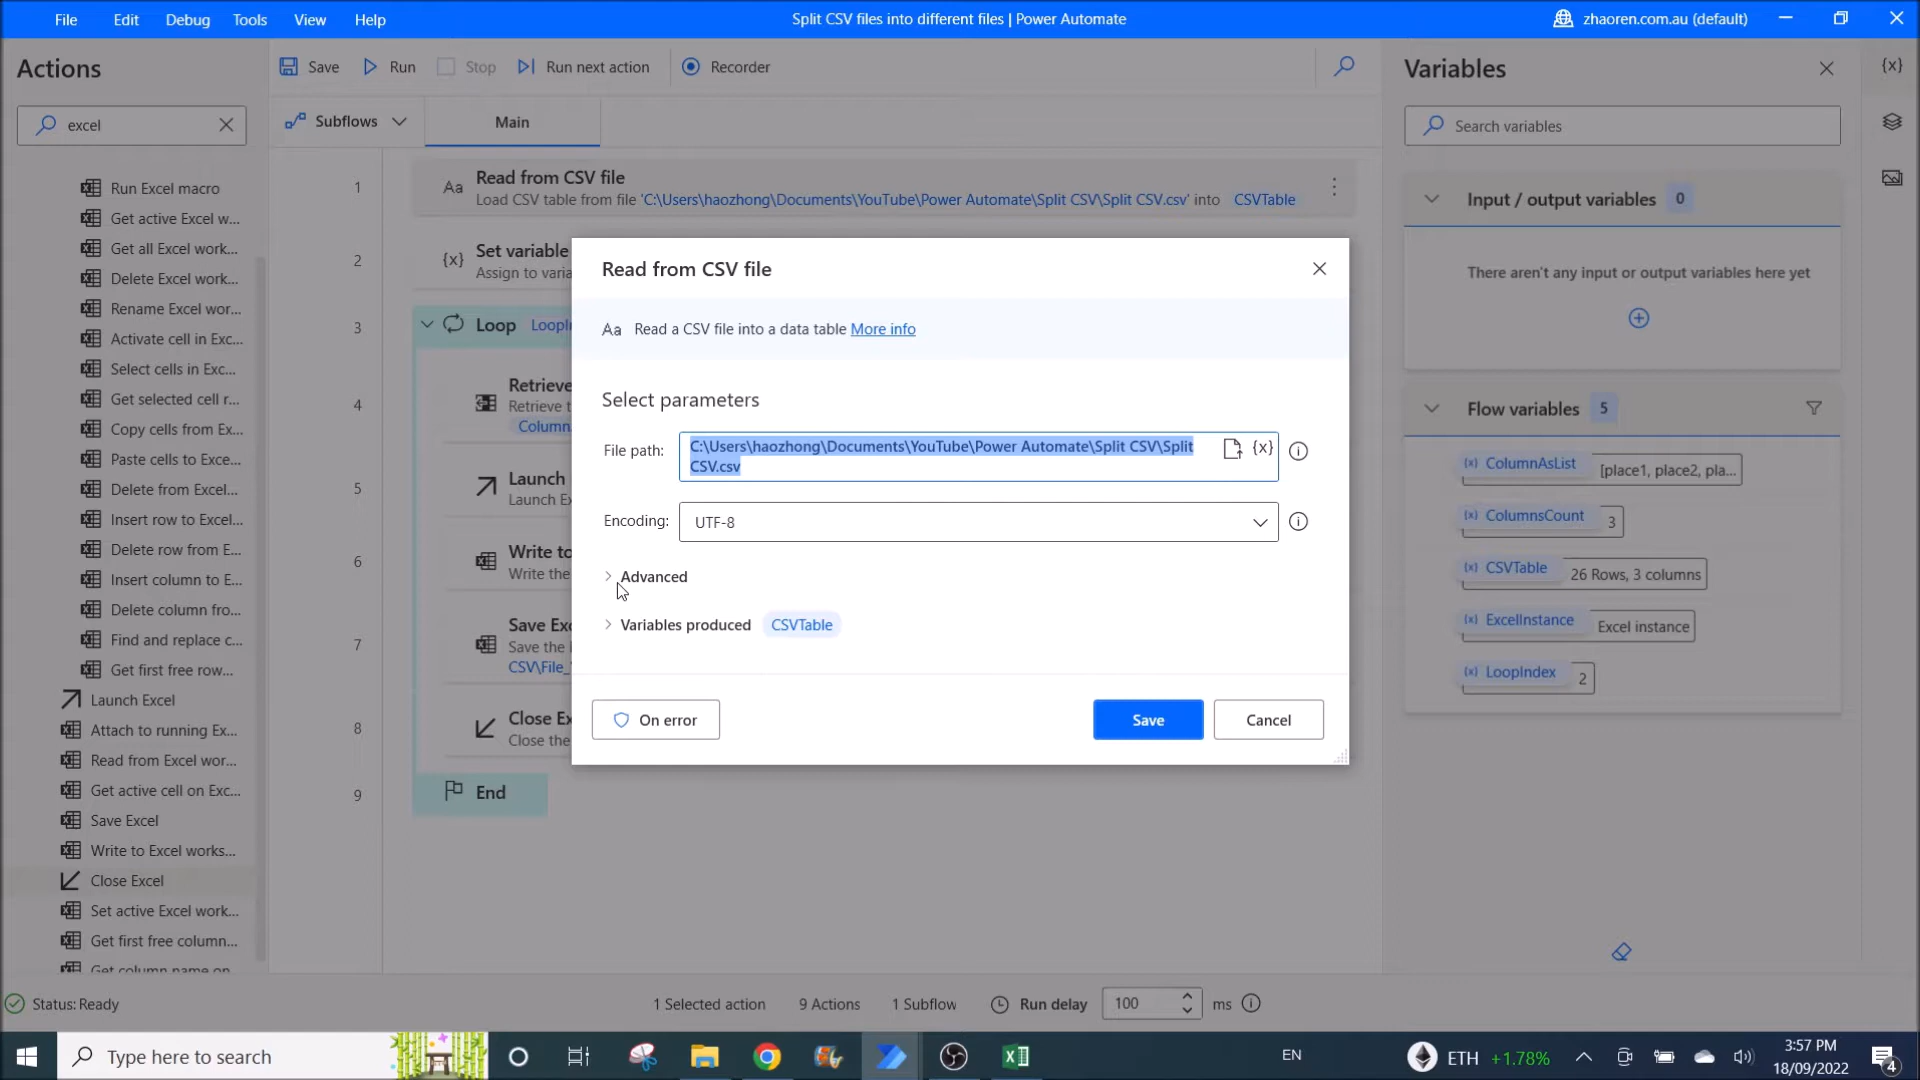 File Edit Debug Tools View Help
Split CSV files into different files | Power Automate
zhaoren.com.au (default)
Actions
excel
Run Excel macro
Get active Excel w...
Get all Excel work...
Delete Excel work...
Rename Excel wor...
Activate cell in Exc...
Select cells in Exc...
Get selected cell r...
Copy cells from Ex...
Paste cells to Exce...
Delete from Excel...
Insert row to Excel...
Delete row from E...
Insert column to E...
Delete column fro...
Find and replace c...
Get first free row...
Launch Excel
Attach to running Ex...
Read from Excel wor...
Get active cell on Exc...
Save Excel
Write to Excel works...
Close Excel
Set active Excel work...
Get first free column...
Get column name on
Save Run Stop Run next action Recorder
Subflows Main
1 Aa Read from CSV file
Load CSV table from file 'C:\Users\haozhong\Documents\YouTube\Power Automate\Split CSV\Split CSV.csv' into CSVTable
2 {x} Set variable
Assign to varia
3 Loop LoopIn
4 Retrieve
Retrieve t
Column
5 Launch
Launch Ex
6 Write to
Write the
7 Save Exc
Save the
CSV\File_
8 Close Ex
Close the
9 End
Read from CSV file
Aa Read a CSV file into a data table More info
Select parameters
File path: C:\Users\haozhong\Documents\YouTube\Power Automate\Split CSV\Split
CSV.csv
{x}
Encoding: UTF-8
Advanced
Variables produced CSVTable
On error Save Cancel
Variables
{x}
Search variables
Input / output variables 0
There aren't any input or output variables here yet
Flow variables 5
{x} ColumnAsList [place1, place2, pla...
{x} ColumnsCount 3
{x} CSVTable 26 Rows, 3 columns
{x} ExcelInstance Excel instance
{x} LoopIndex 2
Status: Ready 1 Selected action 9 Actions 1 Subflow Run delay 100 ms
Type here to search
EN
ETH +1.78%
3:57 PM
18/09/2022
4